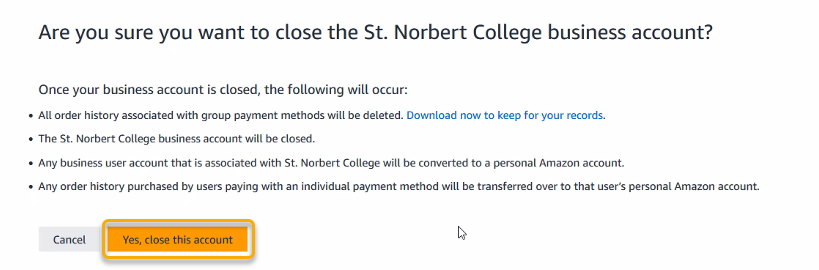 Are you sure you want to close the St. Norbert College business account?
Once your business account is closed, the following will occur:
• All order history associated with group payment methods will be deleted. Download now to keep for your records.
• The St. Norbert College business account will be closed.
• Any business user account that is associated with St. Norbert College will be converted to a personal Amazon account.
• Any order history purchased by users paying with an individual payment method will be transferred over to that user's personal Amazon account.
Cancel Yes, close this account